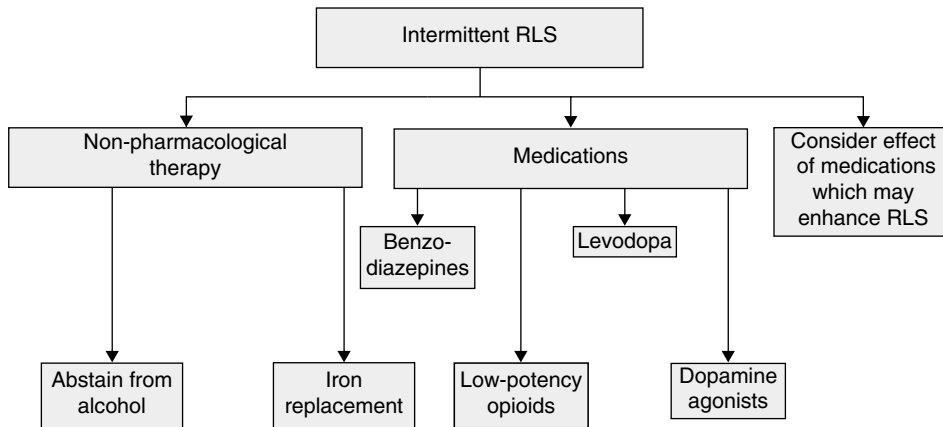 Intermittent RLS
Non-pharmacological
therapy
Medications
Consider effect
of medications
which may
enhance RLS
Benzo-
diazepines
Levodopa
Abstain from
alcohol
Iron
replacement
Low-potency
opioids
Dopamine
agonists